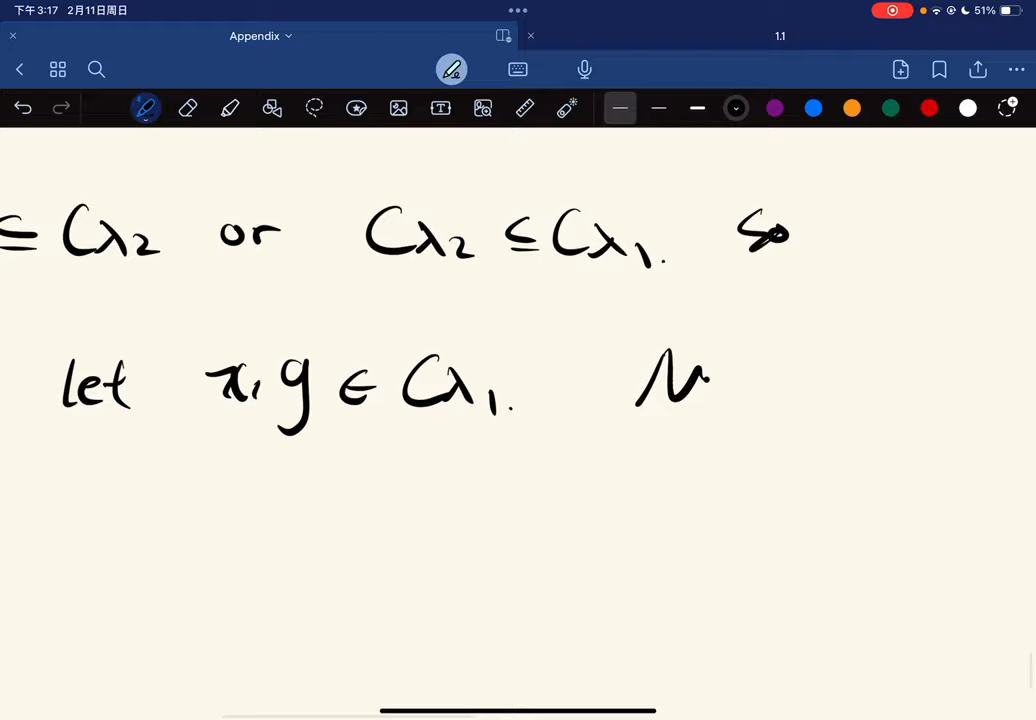 下午3:17 2月11日周日 51%
Appendix 1.1
⊆ Cλ2 or Cλ2 ⊆ Cλ1. So
let x, y ∈ Cλ1. N